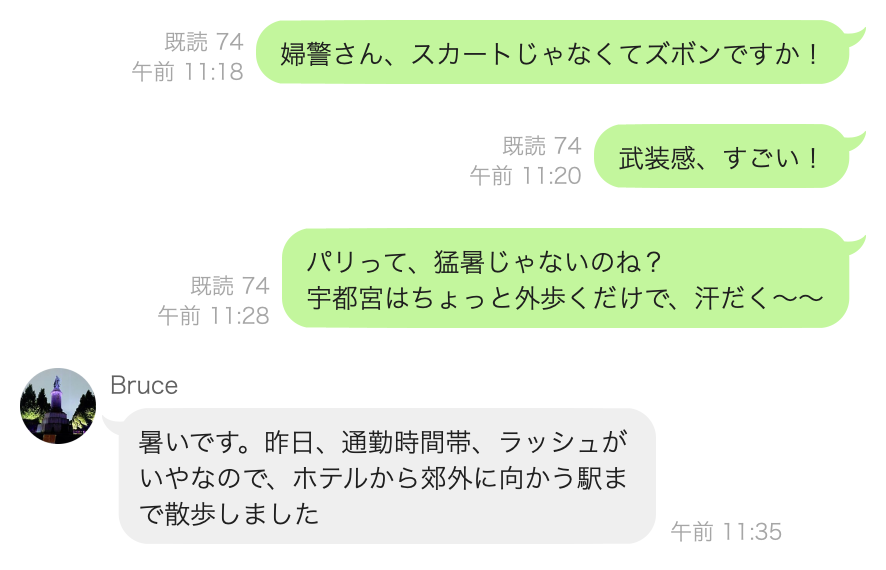 既読 74
午前 11:18
婦警さん、スカートじゃなくてズボンですか！
既読 74
午前 11:20
武装感、すごい！
既読 74
午前 11:28
パリって、猛暑じゃないのね？
宇都宮はちょっと外歩くだけで、汗だく〜〜
Bruce
暑いです。昨日、通勤時間帯、ラッシュが
いやなので、ホテルから郊外に向かう駅ま
で散歩しました
午前 11:35